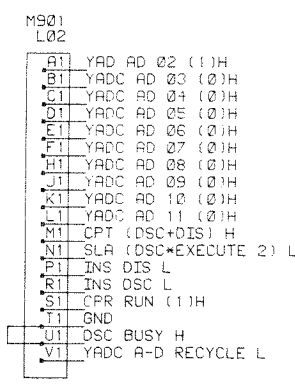 M901
L02
A1 YAD AD 02 (1)H
B1 YADC AD 03 (0)H
C1 YADC AD 04 (0)H
D1 YADC AD 05 (0)H
E1 YADC AD 06 (0)H
F1 YADC AD 07 (0)H
H1 YADC AD 08 (0)H
J1 YADC AD 09 (0)H
K1 YADC AD 10 (0)H
L1 YADC AD 11 (0)H
M1 CPT (DSC+DIS) H
N1 SLA (DSC*EXECUTE 2) L
P1 INS DIS L
R1 INS DSC L
S1 CPR RUN (1)H
T1 GND
U1 DSC BUSY H
V1 YADC A-D RECYCLE L